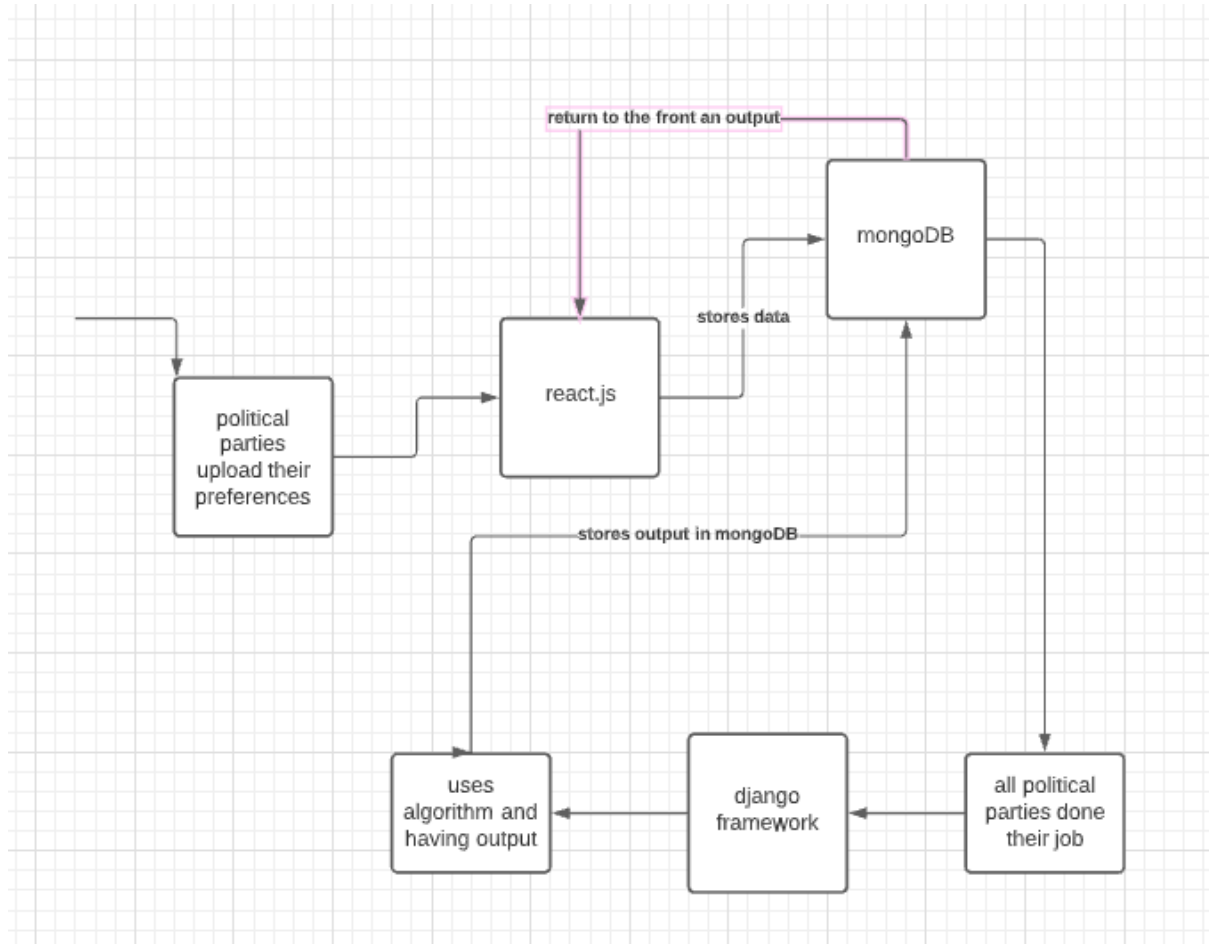 return to the front an output
mongoDB
stores data
react.js
political
parties
upload their
preferences
stores output in mongoDB
uses
algorithm and
having output
django
framework
all political
parties done
their job